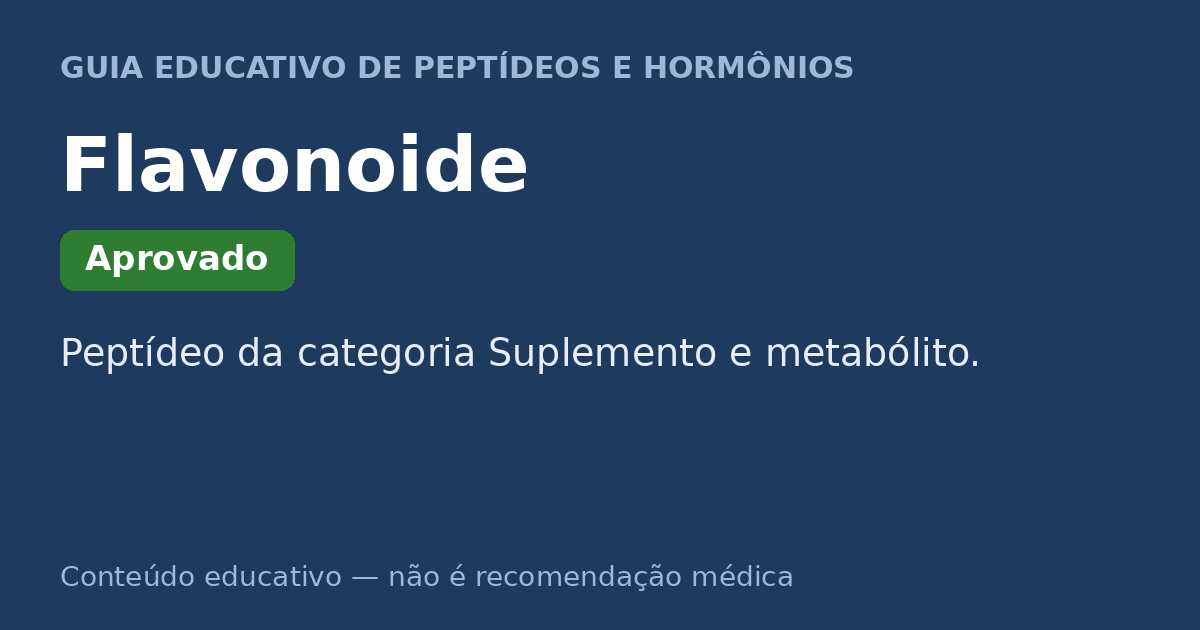 GUIA EDUCATIVO DE PEPTÍDEOS E HORMÔNIOS
Flavonoide
Aprovado
Peptídeo da categoria Suplemento e metabólito.
Conteúdo educativo — não é recomendação médica